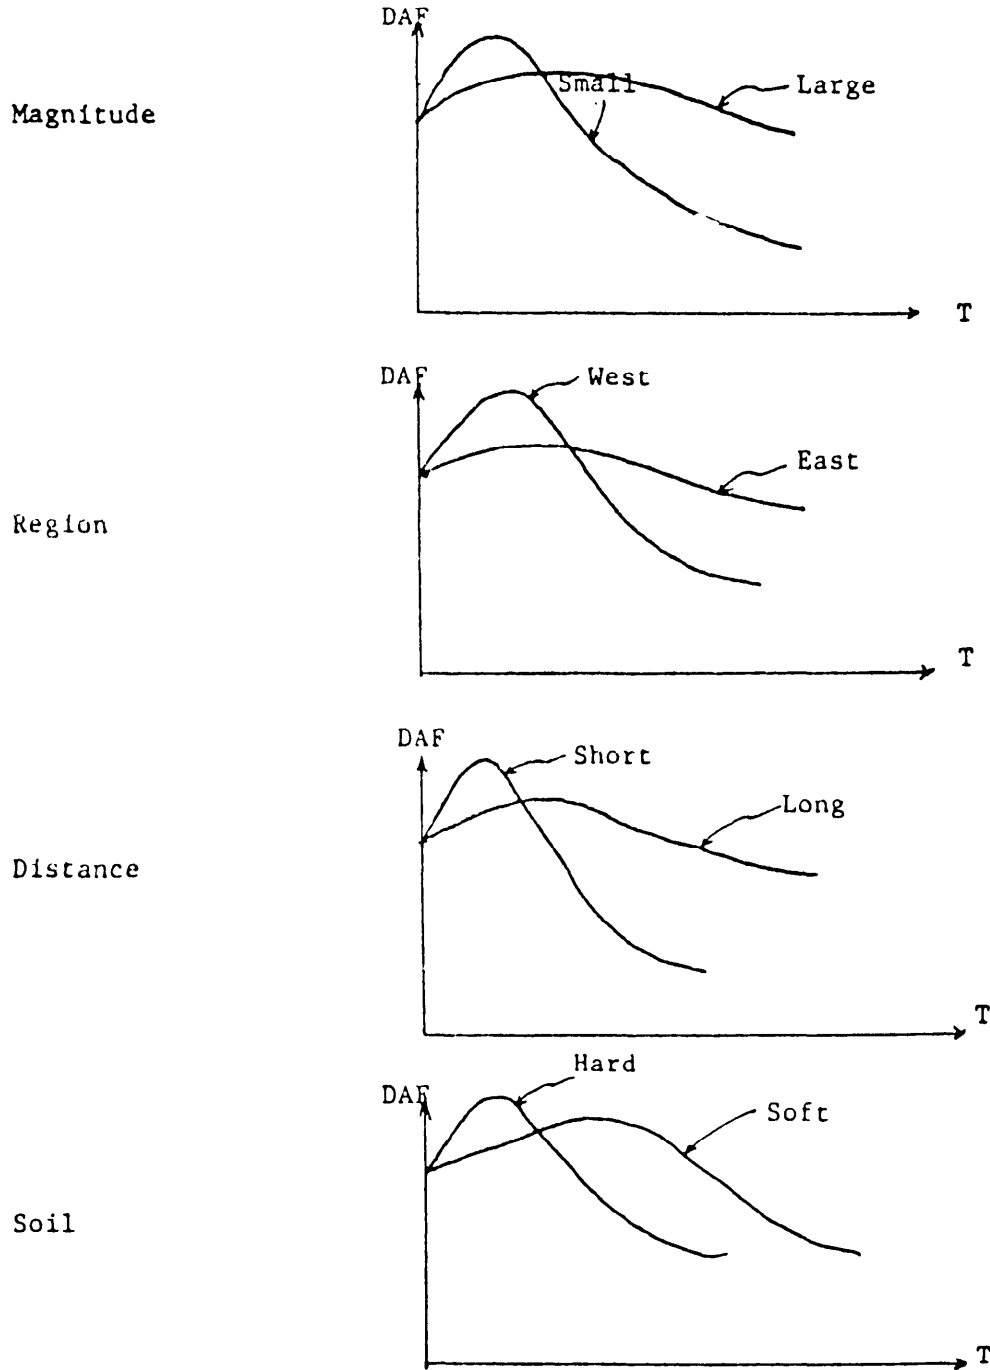 DAF
Small
Large
Magnitude
T
DAF
West
East
Region
T
DAF
Short
Long
Distance
T
Hard
DAF
Soft
Soil
T